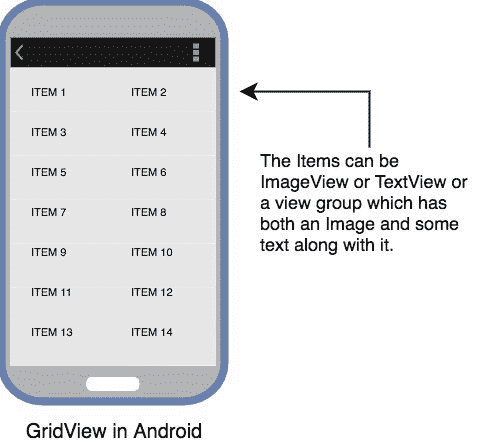 ITEM 1 ITEM 2
ITEM 3 ITEM 4
ITEM 5 ITEM 6
ITEM 7 ITEM 8
ITEM 9 ITEM 10
ITEM 11 ITEM 12
ITEM 13 ITEM 14
The Items can be
ImageView or TextView or
a view group which has
both an Image and some
text along with it.
GridView in Android